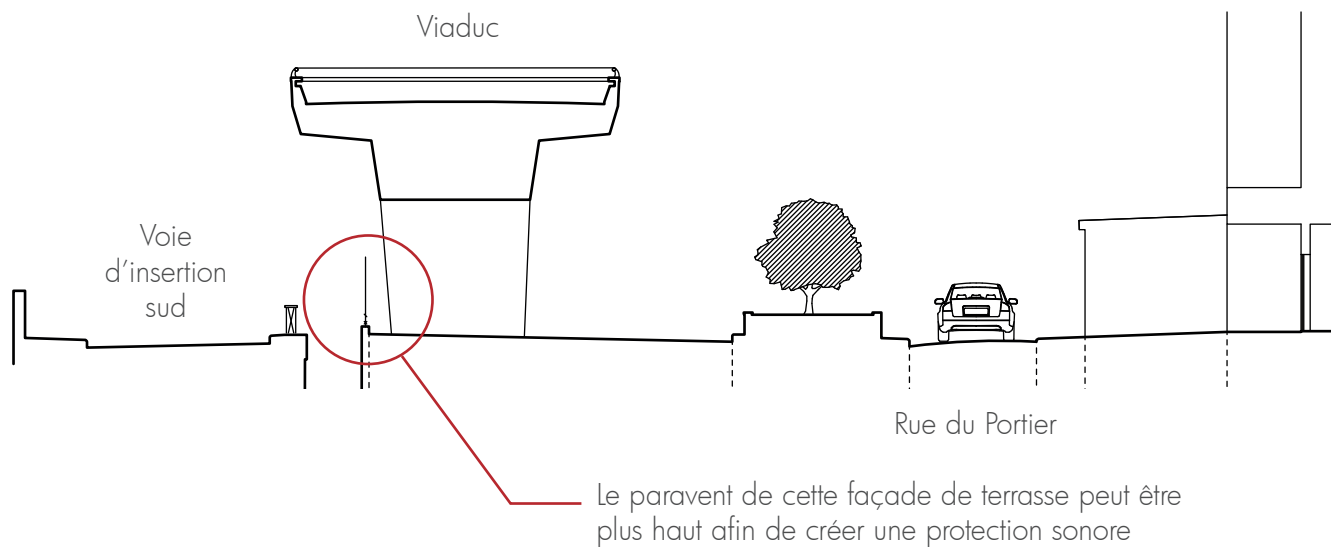 Viaduc
Voie
d'insertion
sud
Rue du Portier
Le paravent de cette façade de terrasse peut être
plus haut afin de créer une protection sonore